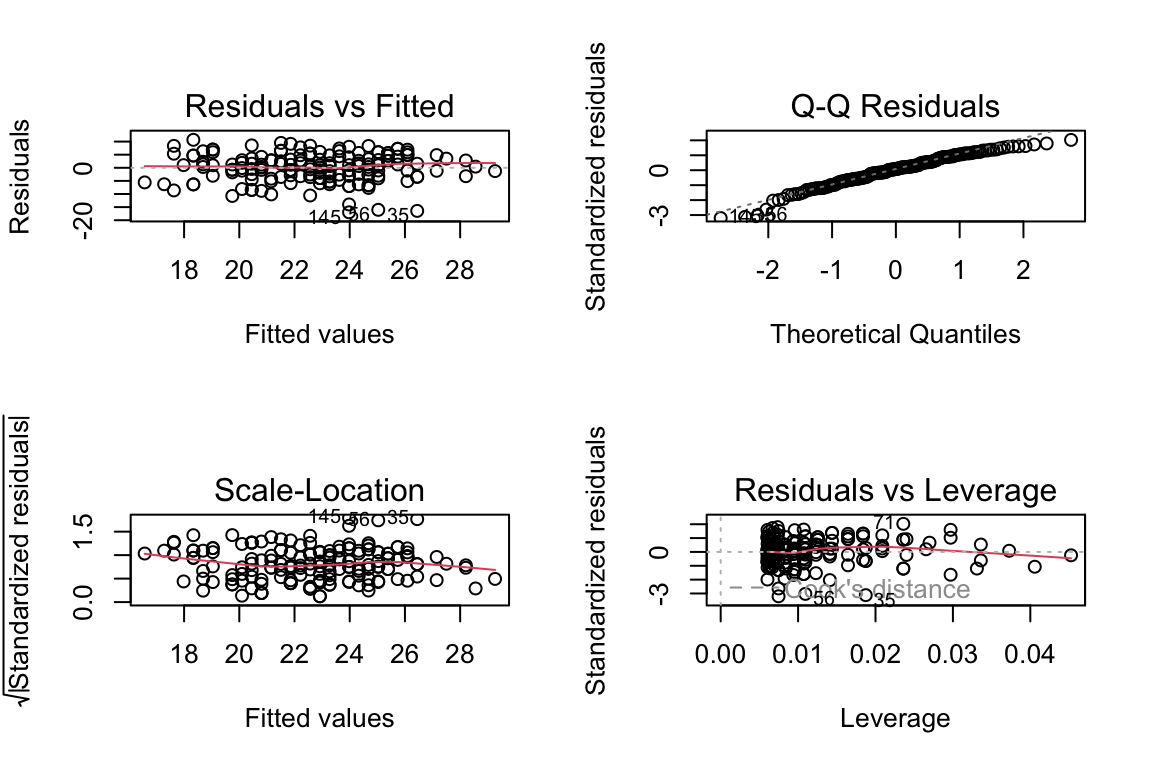 Residuals vs Fitted
Residuals
0
-20
145
56
35
18 20 22 24 26 28
Fitted values
Q-Q Residuals
Standardized residuals
0
-3
56
-2 -1 0 1 2
Theoretical Quantiles
Scale-Location
√|Standardized residuals|
1.5
0.0
145
56
35
18 20 22 24 26 28
Fitted values
Residuals vs Leverage
Standardized residuals
0
-3
71
Cook's distance
56
35
0.00 0.01 0.02 0.03 0.04
Leverage